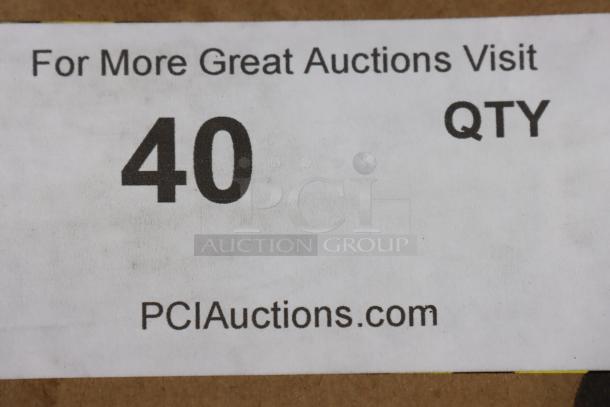 For More Great Auctions Visit
40
QTY
PCI
AUCTION GROUP
PCIAuctions.com